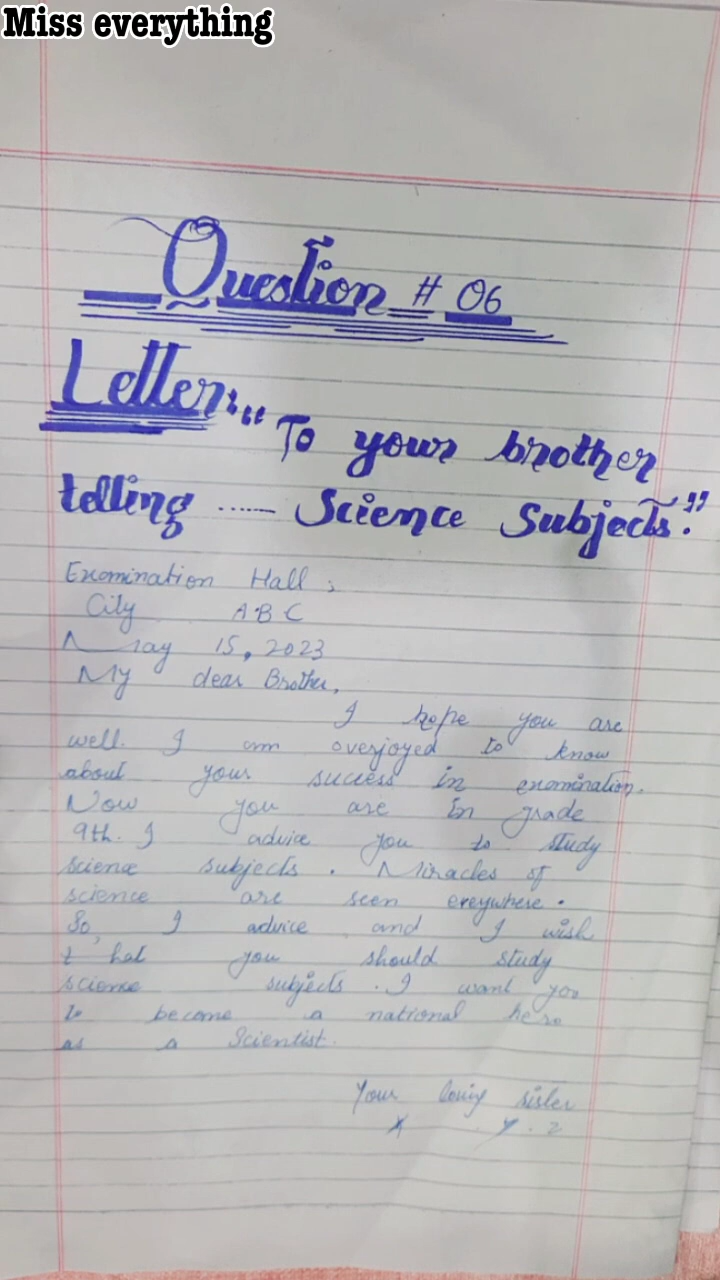 Miss everything
Question # 06
Letter: "To your brother
telling ...... Science Subjects."
Examination Hall,
City A·B·C
May 15, 2023
My dear Brother,
I hope you are
well. I am overjoyed to know
about your success in examination.
Now you are in grade
9th. I advice you to study
science subjects. Miracles of
science are seen ereywhere.
So, I advice and I wish
that you should study
science subjects. I want you
to become a national hero
as a Scientist.
Your loving sister
X Y. Z